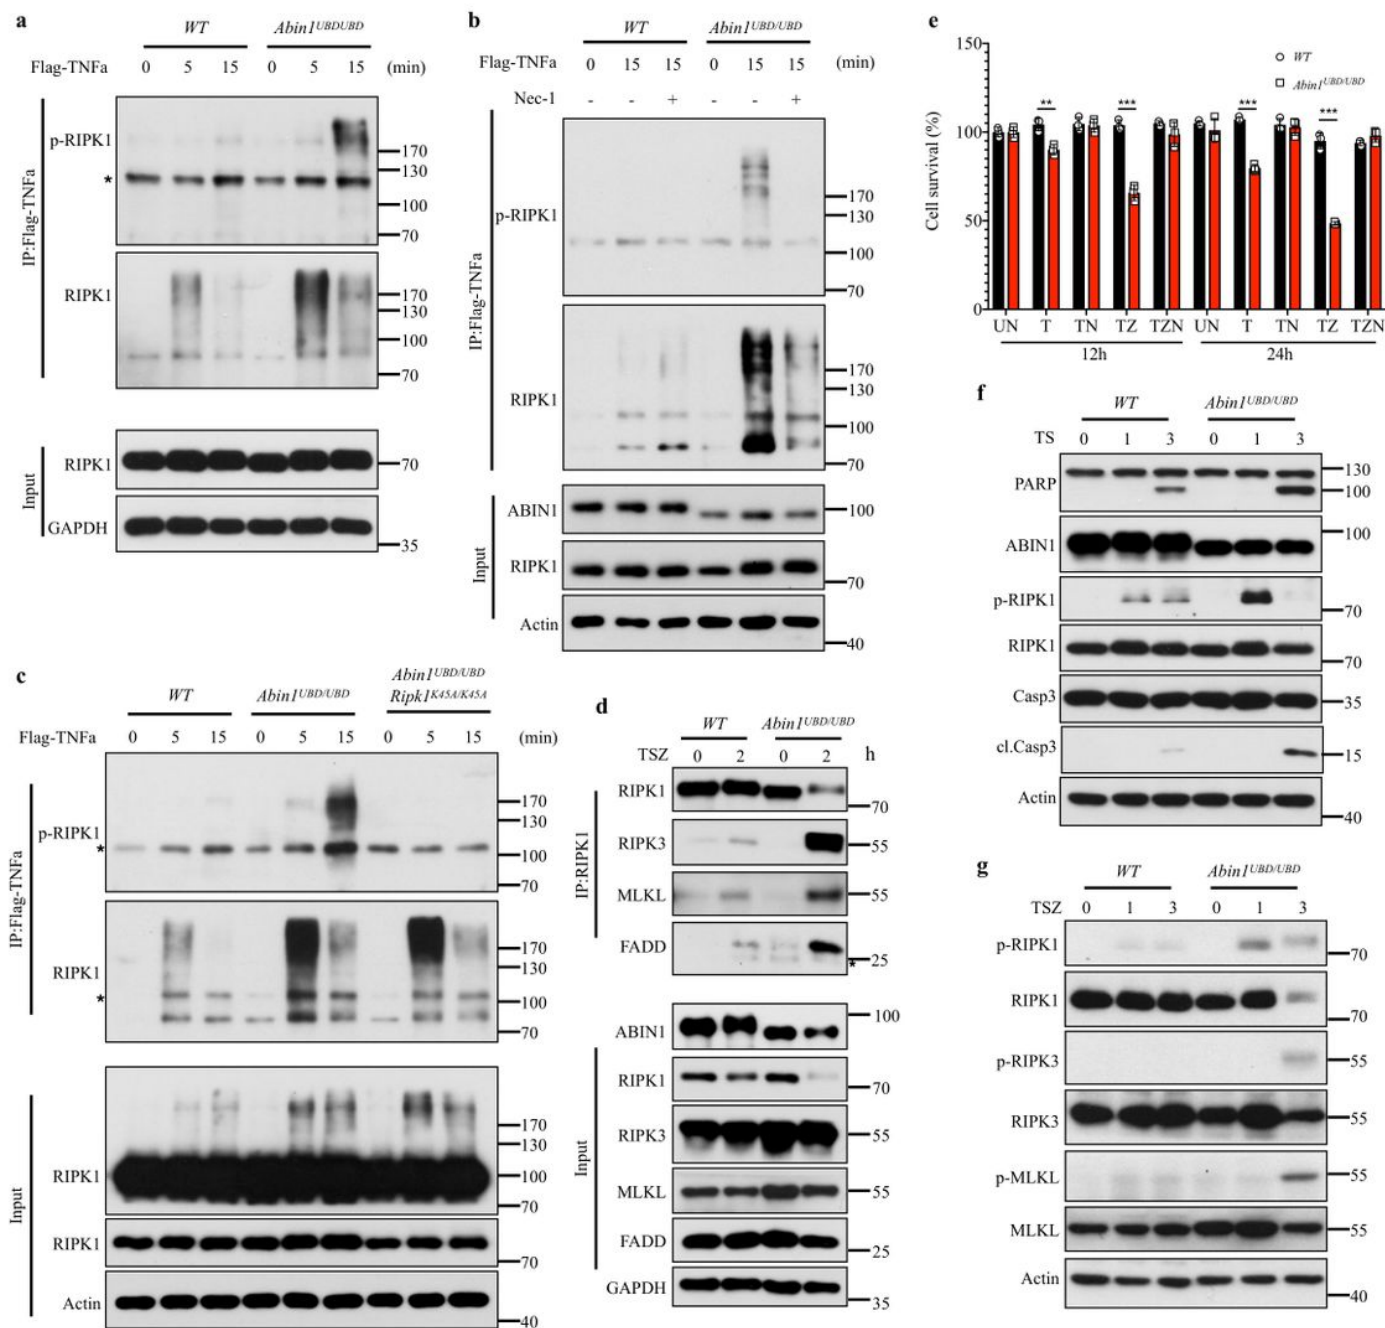 a
WT Abin1UBDUBD
Flag-TNFa 0 5 15 0 5 15 (min)
IP:Flag-TNFa
p-RIPK1
*
170
130
100
70
RIPK1
170
130
100
70
Input
RIPK1
70
GAPDH
35
b
WT Abin1UBD/UBD
Flag-TNFa 0 15 15 0 15 15 (min)
Nec-1 - - + - - +
IP:Flag-TNFa
p-RIPK1
170
130
100
70
RIPK1
170
130
100
70
Input
ABIN1
100
RIPK1
70
Actin
40
c
WT Abin1UBD/UBD Abin1UBD/UBD
Ripk1K45A/K45A
Flag-TNFa 0 5 15 0 5 15 0 5 15 (min)
IP:Flag-TNFa
p-RIPK1
*
170
130
100
70
RIPK1
*
170
130
100
70
Input
RIPK1
170
130
100
70
RIPK1
70
Actin
40
d
WT Abin1UBD/UBD
TSZ 0 2 0 2 h
IP:RIPK1
RIPK1
70
RIPK3
55
MLKL
55
FADD
25
*
Input
ABIN1
100
RIPK1
70
RIPK3
55
MLKL
55
FADD
25
GAPDH
35
e
Cell survival (%)
150
100
50
0
WT
Abin1UBD/UBD
** *** *** ***
UN T TN TZ TZN UN T TN TZ TZN
12h 24h
f
WT Abin1UBD/UBD
TS 0 1 3 0 1 3
PARP
130
100
ABIN1
100
p-RIPK1
70
RIPK1
70
Casp3
35
cl.Casp3
15
Actin
40
g
WT Abin1UBD/UBD
TSZ 0 1 3 0 1 3
p-RIPK1
70
RIPK1
70
p-RIPK3
55
RIPK3
55
p-MLKL
55
MLKL
55
Actin
40